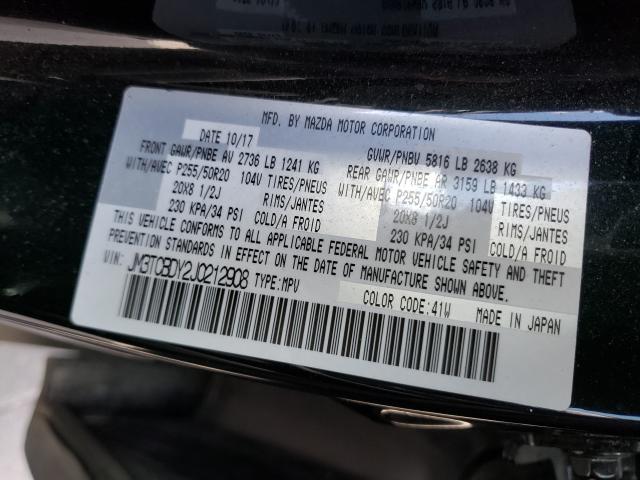 MFD. BY MAZDA MOTOR CORPORATION
DATE 10/17 GVWR/PNBV 5816 LB 2638 KG
FRONT GAWR/PNBE AV 2736 LB 1241 KG REAR GAWR/PNBE AR 3159 LB 1433 KG
WITH/AVEC P255/50R20 104V TIRES/PNEUS WITH/AVEC P255/50R20 104V TIRES/PNEUS
20X8 1/2J RIMS/JANTES 20X8 1/2J RIMS/JANTES
230 KPA/34 PSI COLD/A FROID 230 KPA/34 PSI COLD/A FROID
THIS VEHICLE CONFORMS TO ALL APPLICABLE FEDERAL MOTOR VEHICLE SAFETY AND THEFT
PREVENTION STANDARDS IN EFFECT ON THE DATE OF MANUFACTURE SHOWN ABOVE.
VIN: JM3TCBDY2J0212908 TYPE:MPV
COLOR CODE:41W MADE IN JAPAN